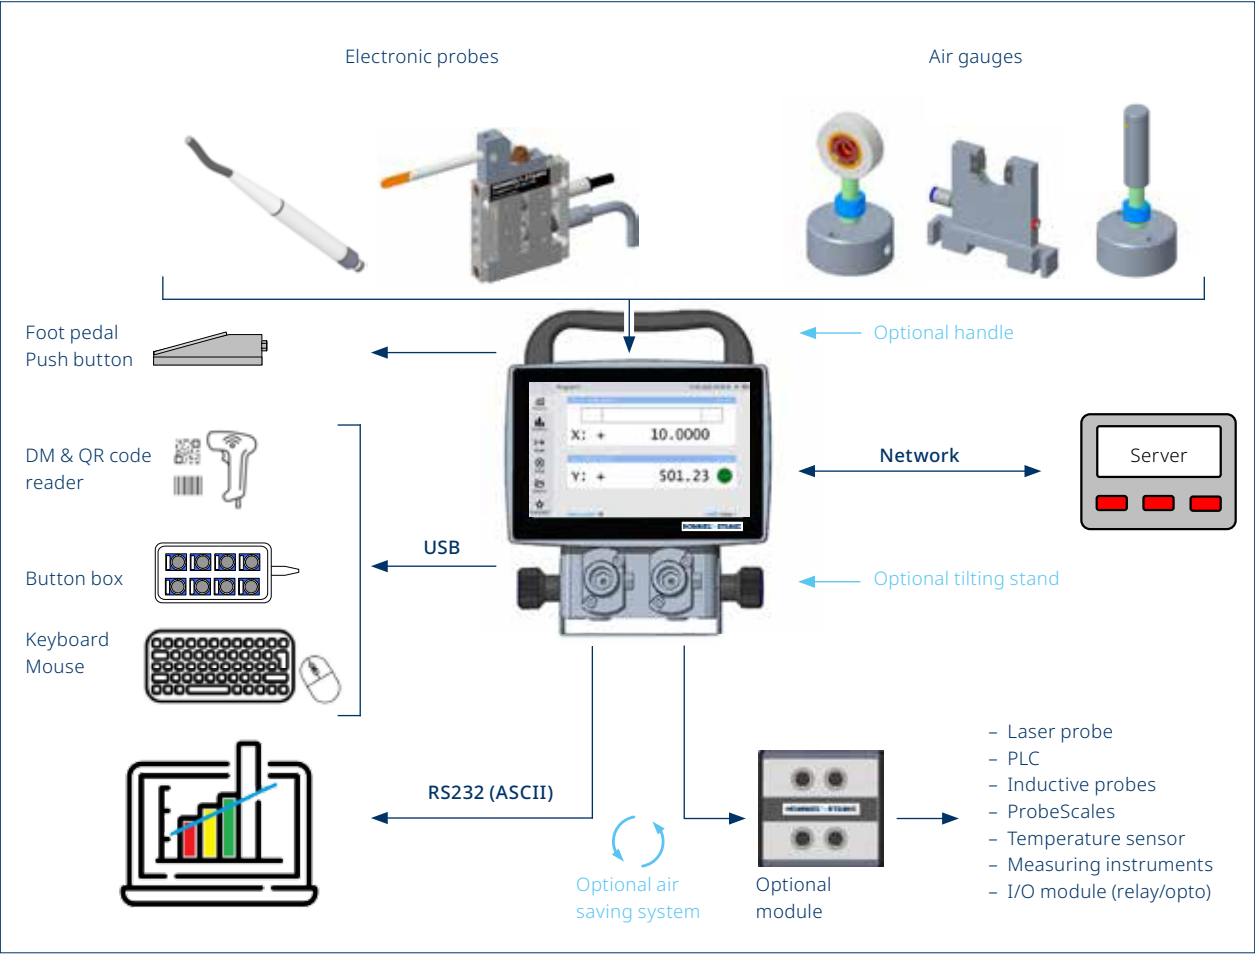 Electronic probes
Air gauges
Foot pedal
Push button
Optional handle
X: + 10.0000
Y: + 501.23
DM & QR code
reader
Network
Server
USB
Button box
Optional tilting stand
Keyboard
Mouse
RS232 (ASCII)
Optional air
saving system
Optional
module
– Laser probe
– PLC
– Inductive probes
– ProbeScales
– Temperature sensor
– Measuring instruments
– I/O module (relay/opto)